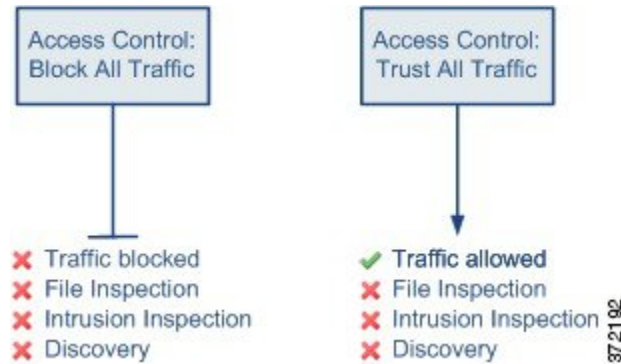 Access Control:
Block All Traffic
Access Control:
Trust All Traffic
Traffic blocked
File Inspection
Intrusion Inspection
Discovery
Traffic allowed
File Inspection
Intrusion Inspection
Discovery
372192